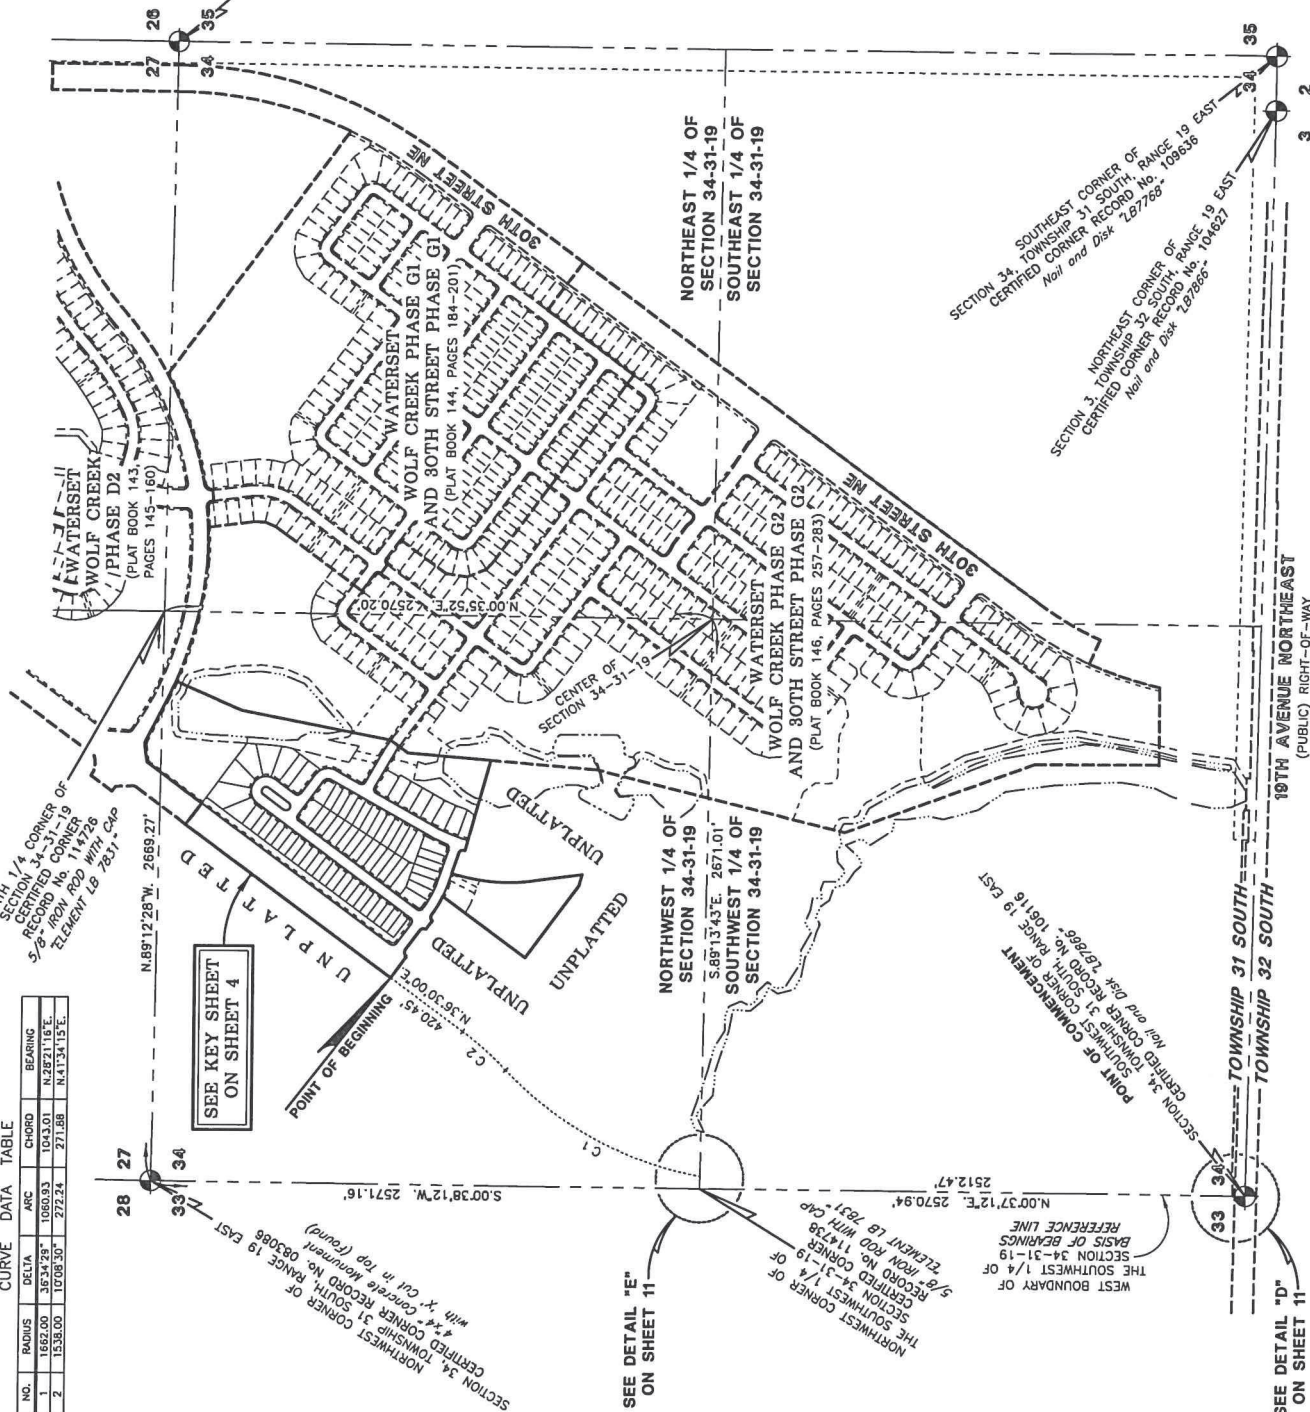 CURVE DATA TABLE
NO. RADIUS DELTA ARC CHORD BEARING
1 1662.00 36°34'29" 1060.93 1043.01 N.28°21'16"E.
2 1538.00 10°08'30" 272.24 271.88 N.41°34'15"E.
26
35
27
34
WATERSET
WOLF CREEK
PHASE D2
(PLAT BOOK 143,
PAGES 145-160)
30TH STREET NE
WATERSET
WOLF CREEK PHASE G1
AND 30TH STREET PHASE G1
(PLAT BOOK 144, PAGES 184-201)
NORTHEAST 1/4 OF
SECTION 34-31-19
SOUTHEAST 1/4 OF
SECTION 34-31-19
SOUTHEAST CORNER OF
SECTION 34, TOWNSHIP 31 SOUTH, RANGE 19 EAST
CERTIFIED CORNER RECORD No. 109636
Nail and Disk "LB7768"
NORTHEAST CORNER OF
SECTION 3, TOWNSHIP 32 SOUTH, RANGE 19 EAST
CERTIFIED CORNER RECORD No. 104627
Nail and Disk "LB7866"
34
35
3
2
N.00°35'52"E. 2570.20'
CENTER OF
SECTION 34-31-19
WATERSET
WOLF CREEK PHASE G2
AND 30TH STREET PHASE G2
(PLAT BOOK 146, PAGES 257-283)
30TH STREET NE
19TH AVENUE NORTHEAST
(PUBLIC) RIGHT-OF-WAY
1/4 CORNER OF
SECTION 34-31-19
CERTIFIED CORNER
RECORD No. 114726
5/8" IRON ROD WITH CAP
"ELEMENT LB 7831"
N.89°12'28"W. 2669.27'
UNPLATTED
SEE KEY SHEET
ON SHEET 4
UNPLATTED
UNPLATTED
UNPLATTED
POINT OF BEGINNING
420.45'
N.36°30'00"E.
C2
C1
NORTHWEST 1/4 OF
SECTION 34-31-19
S.89°13'43"E. 2671.01'
SOUTHWEST 1/4 OF
SECTION 34-31-19
POINT OF COMMENCEMENT
SOUTHWEST CORNER OF
SECTION 34, TOWNSHIP 31 SOUTH, RANGE 19 EAST
CERTIFIED CORNER RECORD No. 106116
Nail and Disk "LB7866"
TOWNSHIP 31 SOUTH
TOWNSHIP 32 SOUTH
28
27
33
34
S.00°38'12"W. 2571.16'
NORTHWEST CORNER OF
SECTION 34, TOWNSHIP 31 SOUTH, RANGE 19 EAST
CERTIFIED CORNER RECORD No. 083086
4"x4" Concrete Monument
with "x" Cut in Top (Found)
SEE DETAIL "E"
ON SHEET 11
NORTHWEST CORNER OF
THE SOUTHWEST 1/4 OF
SECTION 34-31-19
CERTIFIED CORNER
RECORD No. 114738
5/8" IRON ROD WITH CAP
"ELEMENT LB 7831"
N.00°37'12"E. 2570.94'
2512.47'
WEST BOUNDARY OF
THE SOUTHWEST 1/4 OF
SECTION 34-31-19
BASIS OF BEARINGS
REFERENCE LINE
33
34
SEE DETAIL "D"
ON SHEET 11